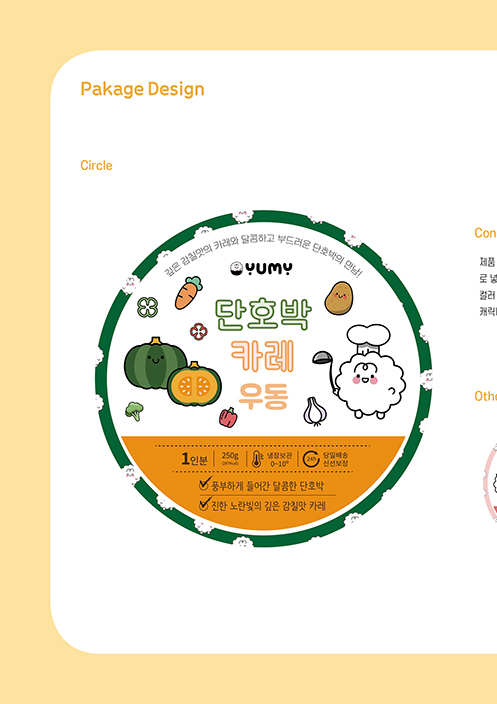 Pakage Design
Circle
깊은 감칠맛의 카레와 달콤하고 부드러운 단호박의 만남!
YUMY
단호박
카레
우동
1인분
250g
냉장보관
0~10°
24h
당일배송
신선보장
풍부하게 들어간 달콤한 단호박
진한 노란빛의 깊은 감칠맛 카레
Con
제품
로 넣
컬러
캐릭
Othe